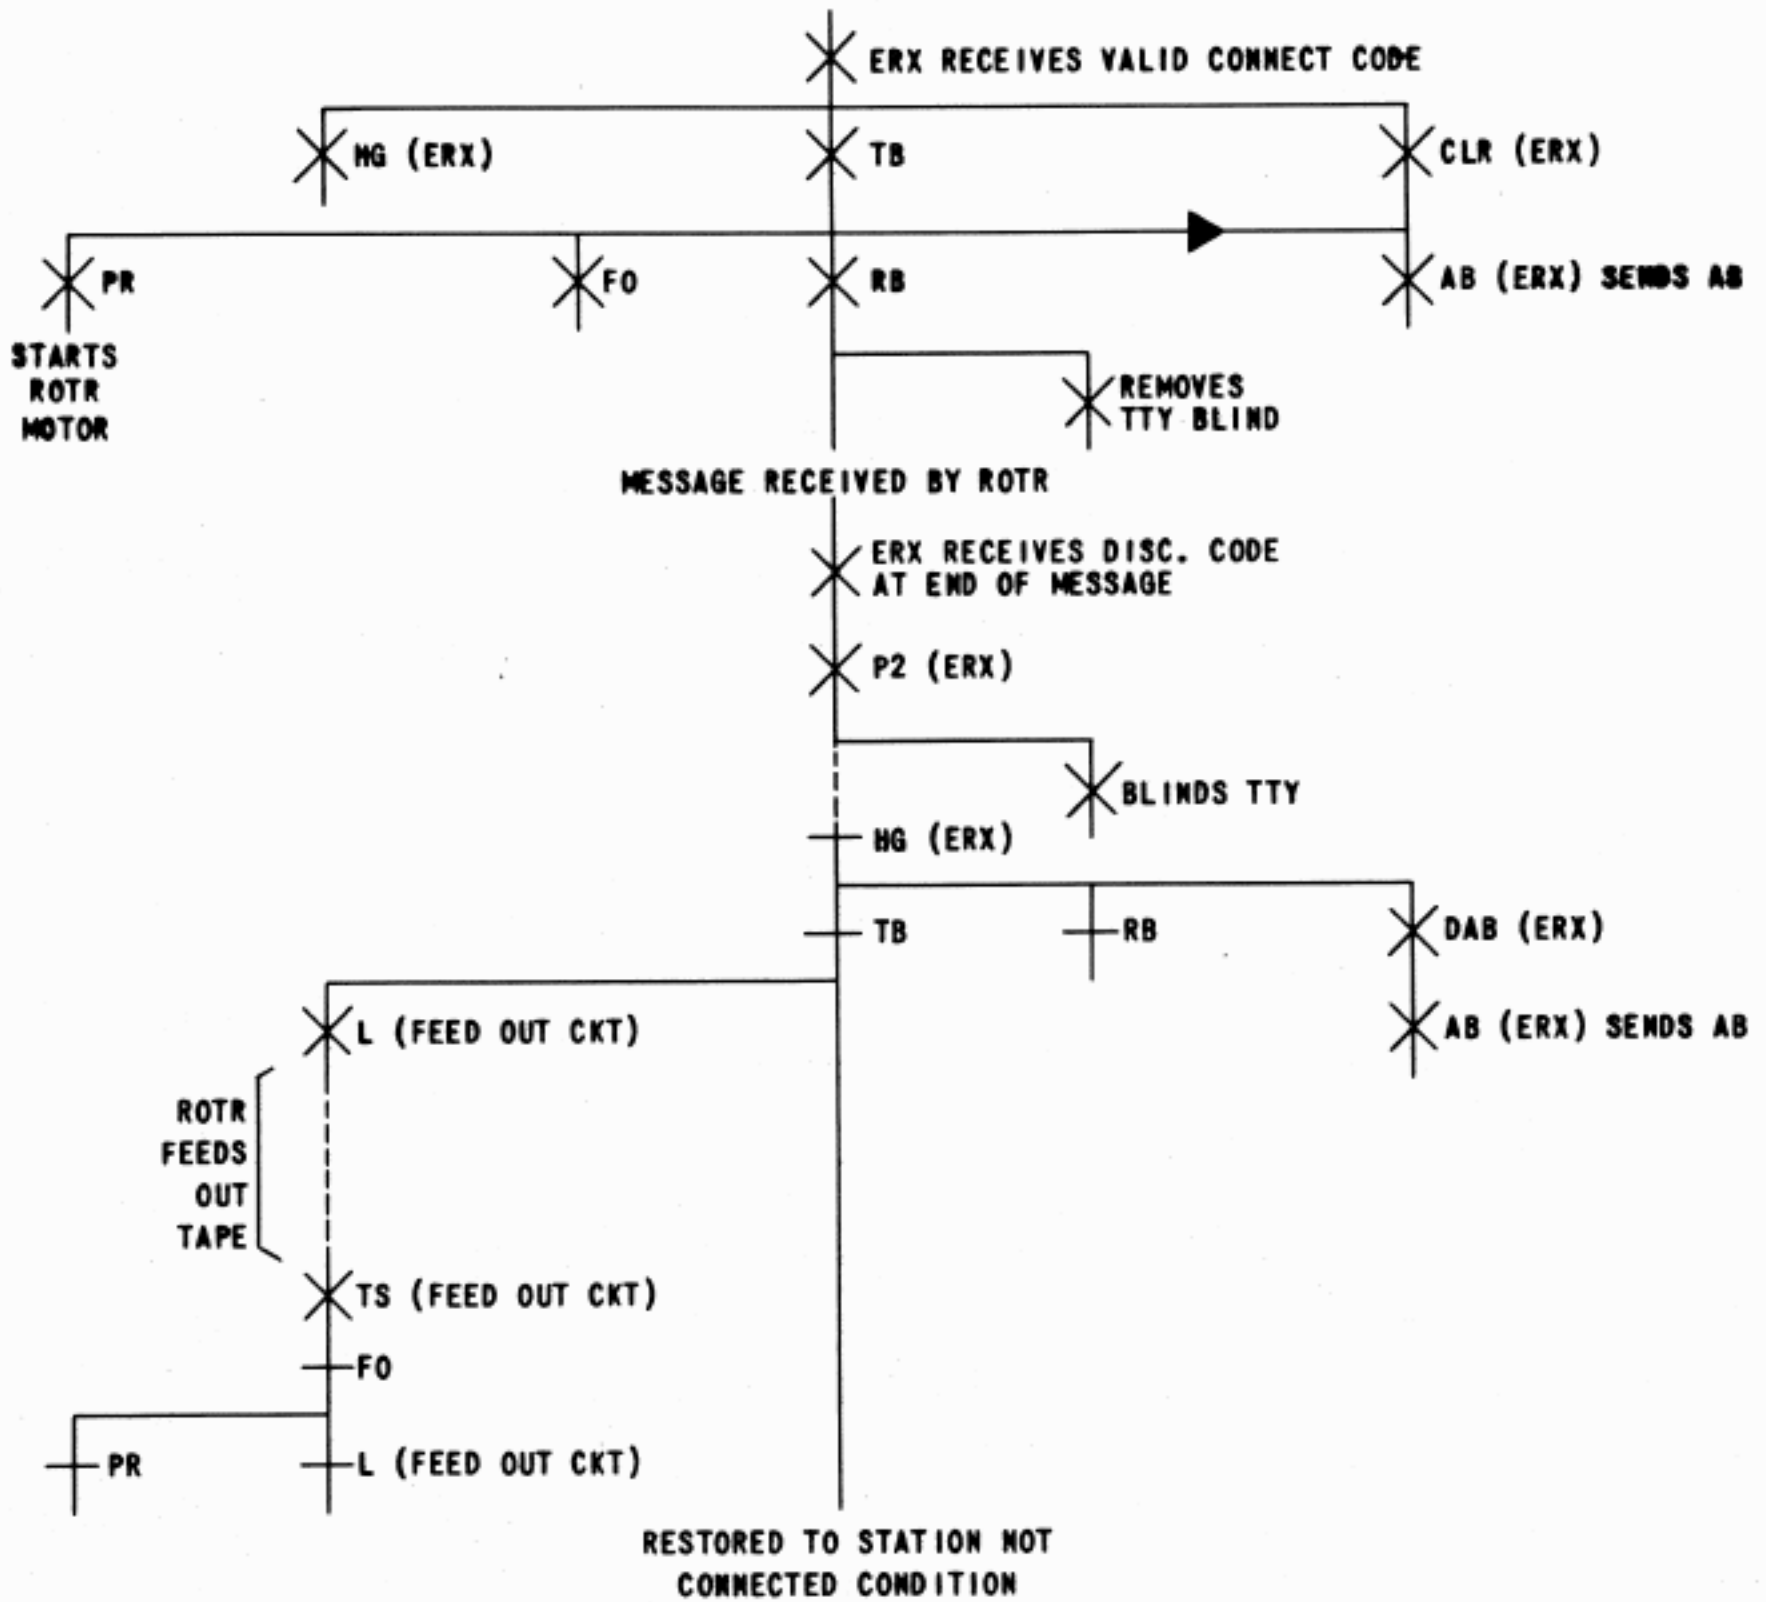 ERX RECEIVES VALID CONNECT CODE
HG (ERX)
TB
CLR (ERX)
PR
FO
RB
AB (ERX) SENDS AB
STARTS
ROTR
MOTOR
REMOVES
TTY BLIND
MESSAGE RECEIVED BY ROTR
ERX RECEIVES DISC. CODE
AT END OF MESSAGE
P2 (ERX)
BLINDS TTY
HG (ERX)
TB
RB
DAB (ERX)
L (FEED OUT CKT)
AB (ERX) SENDS AB
ROTR
FEEDS
OUT
TAPE
TS (FEED OUT CKT)
FO
PR
L (FEED OUT CKT)
RESTORED TO STATION NOT
CONNECTED CONDITION